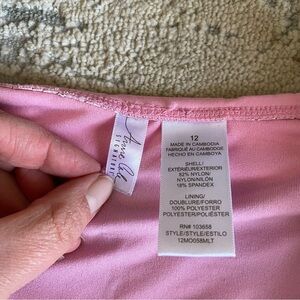 12
MADE IN CAMBODIA
FABRIQUÉ AU CAMBODGE
HECHO EN CAMBOYA
SHELL/
EXTÉRIEUR/EXTERIOR
82% NYLON/
NYLON/NILÓN
18% SPANDEX
LINING/
DOUBLURE/FORRO
100% POLYESTER
POLYESTER/POLIÉSTER
RN# 103658
STYLE/STYLE/ESTILO
12MO058MLT